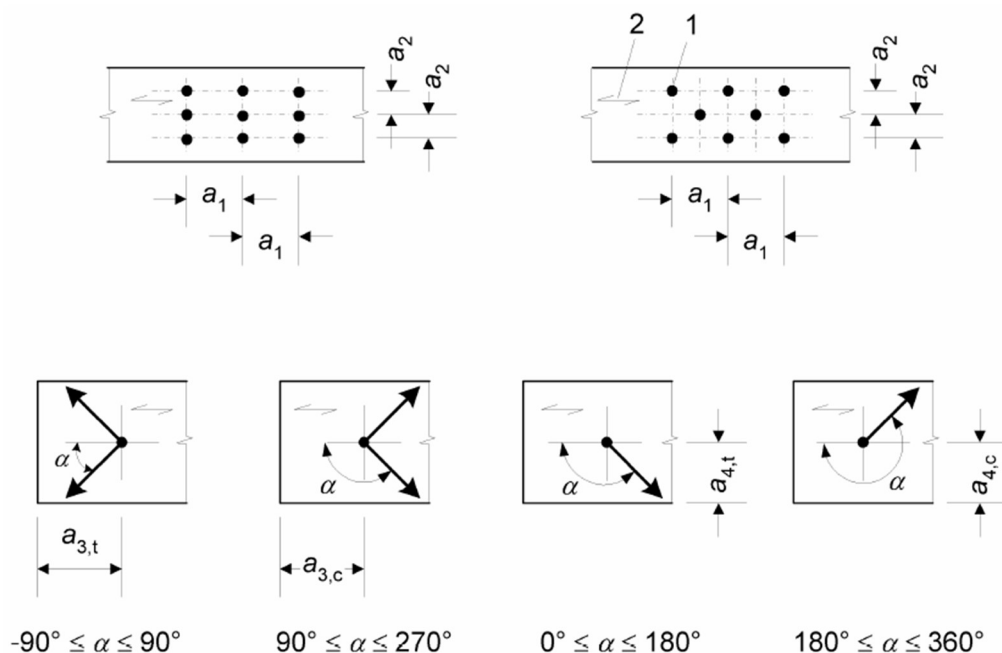 2 1
a2
a2
a2
a2
a1
a1
a1
a1
α
α
α
α
a4,t
a4,c
a3,t
a3,c
-90° ≤ α ≤ 90°
90° ≤ α ≤ 270°
0° ≤ α ≤ 180°
180° ≤ α ≤ 360°